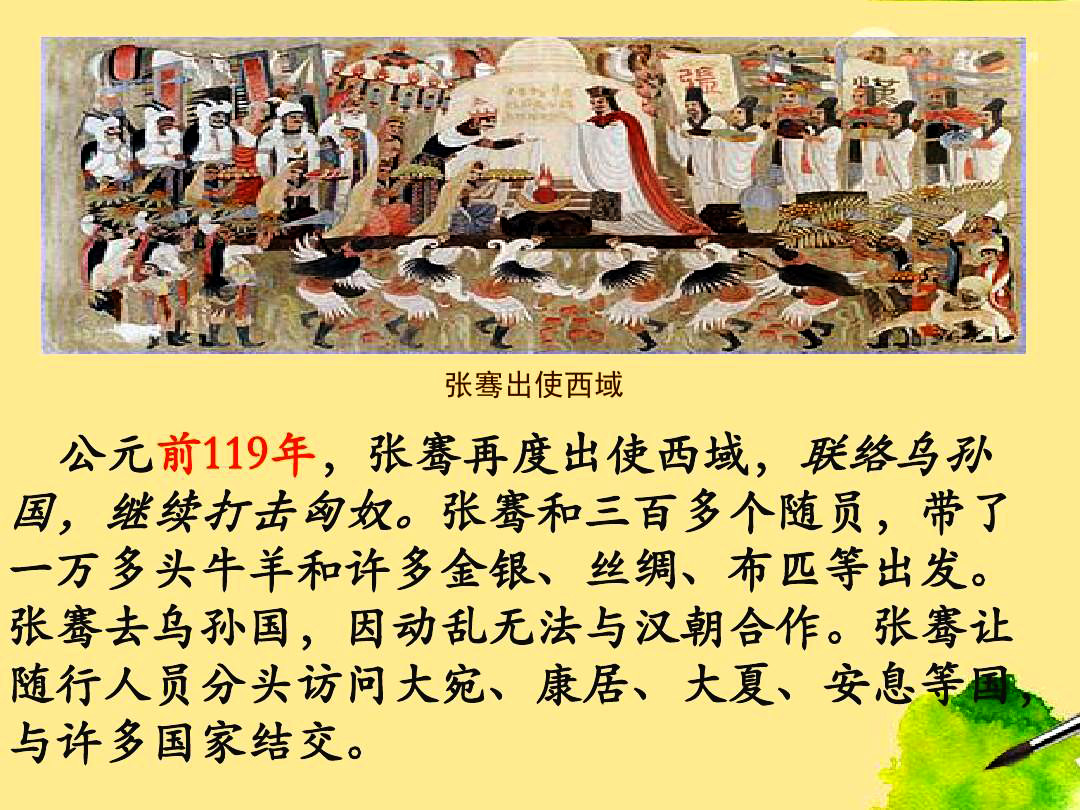 張
漢
张骞出使西域
公元前119年，张骞再度出使西域，联络乌孙
国，继续打击匈奴。张骞和三百多个随员，带了
一万多头牛羊和许多金银、丝绸、布匹等出发。
张骞去乌孙国，因动乱无法与汉朝合作。张骞让
随行人员分头访问大宛、康居、大夏、安息等国，
与许多国家结交。